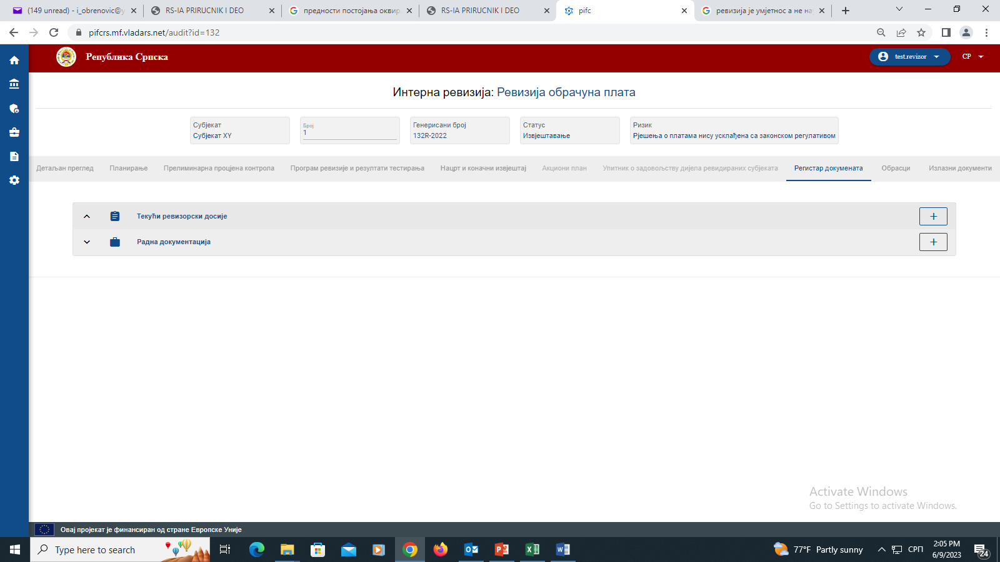 (149 unread) - i_obrenovic@y
RS-IA PRIRUCNIK I DEO
предности постојања оквир
RS-IA PRIRUCNIK I DEO
pifc
ревизија је умјетнос а не на
pifcrs.mf.vladars.net/audit?id=132
Република Српска
test.revizor
СР
Интерна ревизија: Ревизија обрачуна плата
Субјекат
Субјекат XY
Број
1
Генерисани број
132R-2022
Статус
Извјештавање
Ризик
Рјешења о платама нису усклађена са законском регулативом
Детаљан преглед
Планирање
Прелиминарна процјена контрола
Програм ревизије и резултати тестирања
Нацрт и коначни извјештај
Акциони план
Упитник о задовољству дијела ревидираних субјеката
Регистар докумената
Обрасци
Излазни документи
Текући ревизорски досије
Радна документација
Activate Windows
Go to Settings to activate Windows.
Овај пројекат је финансиран од стране Европске Уније
Type here to search
77°F Partly sunny
СРП
2:05 PM
6/9/2023
24